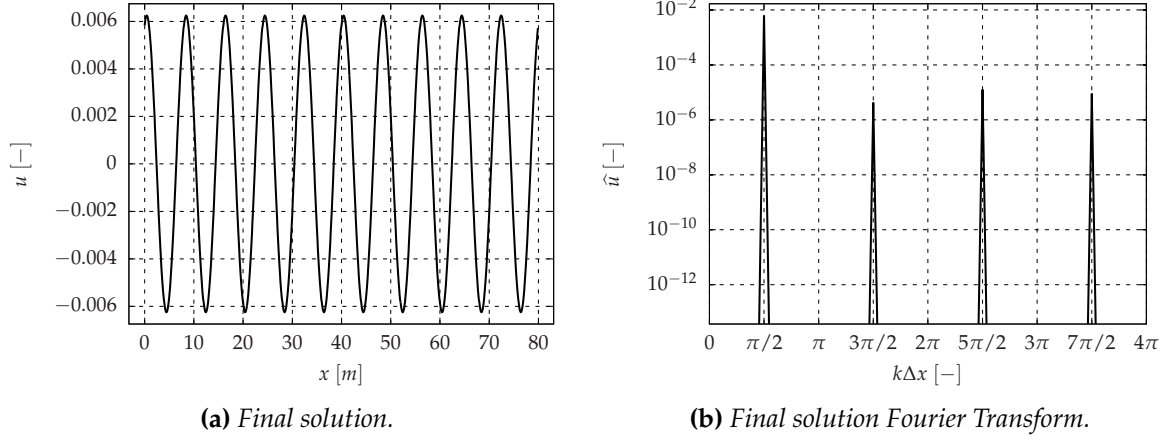 0.006
0.004
0.002
0
−0.002
−0.004
−0.006
u [−]
0 10 20 30 40 50 60 70 80
x [m]
(a) Final solution.
10−2
10−4
10−6
10−8
10−10
10−12
û [−]
0 π/2 π 3π/2 2π 5π/2 3π 7π/2 4π
kΔx [−]
(b) Final solution Fourier Transform.